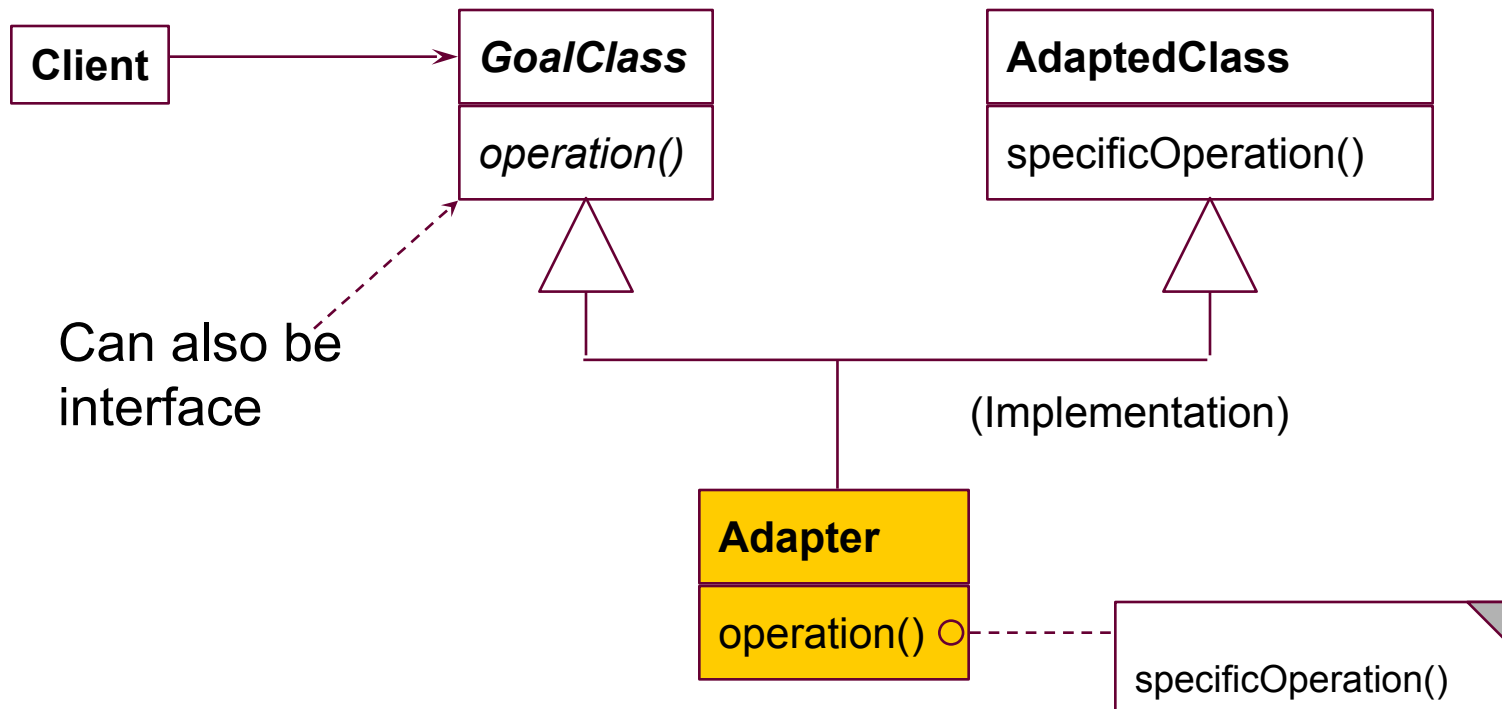 Client
GoalClass
AdaptedClass
operation()
specificOperation()
Can also be
interface
(Implementation)
Adapter
operation()
specificOperation()